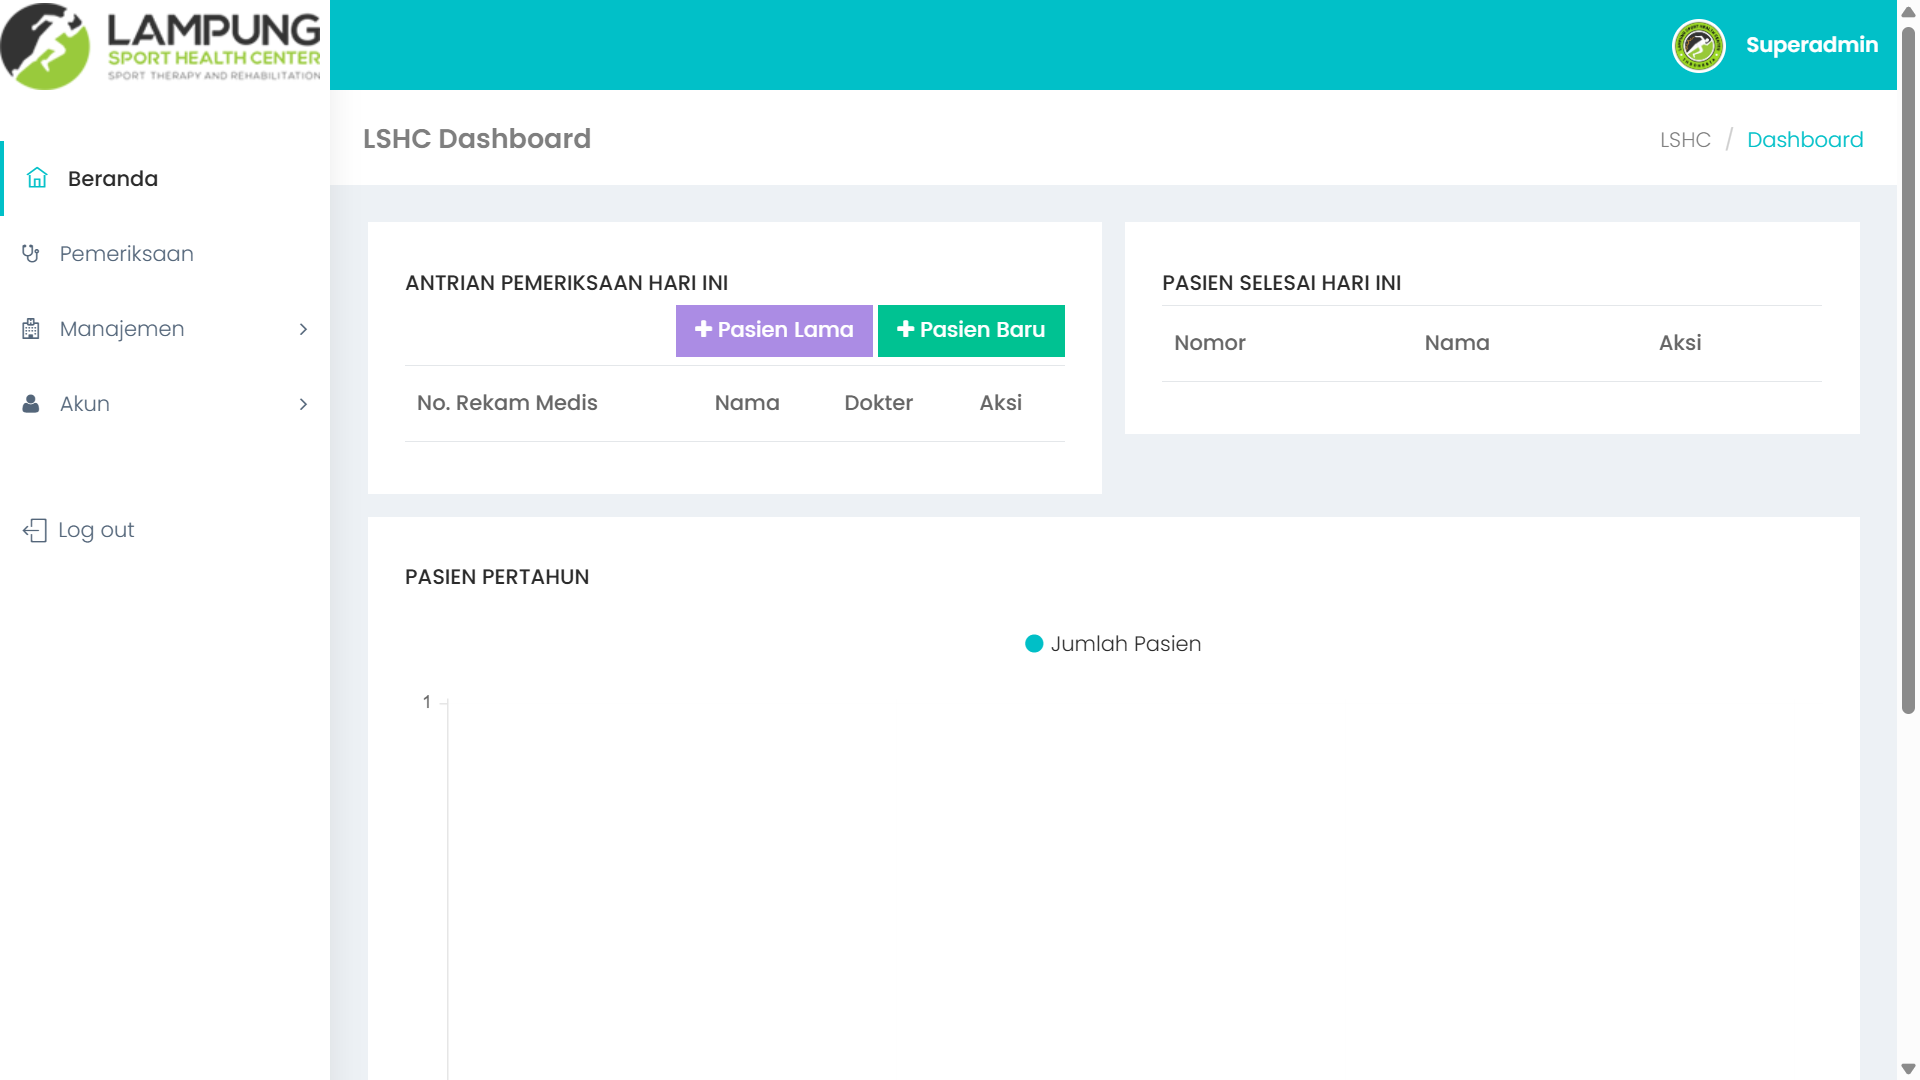 LAMPUNG
SPORT HEALTH CENTER
SPORT THERAPY AND REHABILITATION
Superadmin
LSHC Dashboard
LSHC / Dashboard
Beranda
Pemeriksaan
Manajemen
Akun
Log out
ANTRIAN PEMERIKSAAN HARI INI
Pasien Lama
Pasien Baru
No. Rekam Medis Nama Dokter Aksi
PASIEN SELESAI HARI INI
Nomor Nama Aksi
PASIEN PERTAHUN
Jumlah Pasien
1